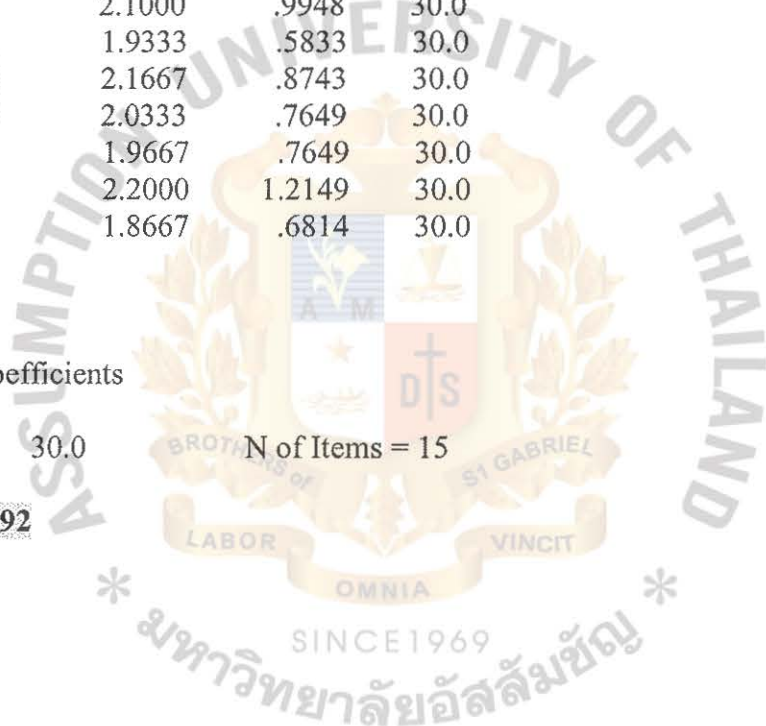 2.1000 .9948 30.0
1.9333 .5833 30.0
2.1667 .8743 30.0
2.0333 .7649 30.0
1.9667 .7649 30.0
2.2000 1.2149 30.0
1.8667 .6814 30.0
oefficients
30.0 N of Items = 15
92
ASSUMPTION UNIVERSITY OF THAILAND
A M
D S
BROTHERS of ST GABRIEL
LABOR OMNIA VINCIT
SINCE1969
* มหาวิทยาลัยอัสสัมชัญ *